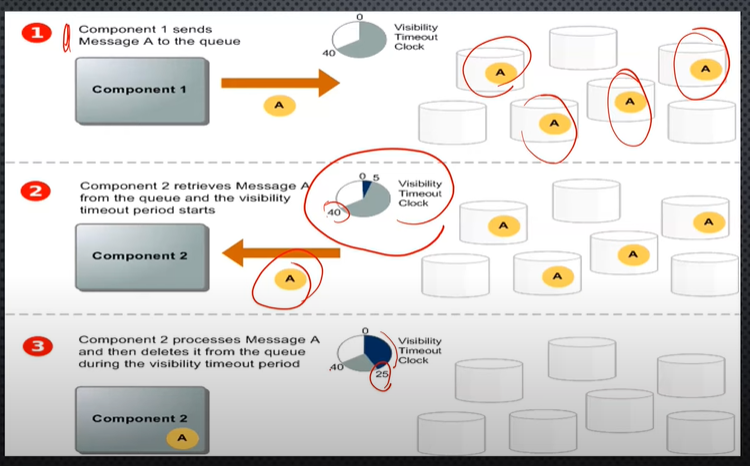 1
Component 1 sends
Message A to the queue
0
40
Visibility
Timeout
Clock
Component 1
A
A
A
A
A
2
Component 2 retrieves Message A
from the queue and the visibility
timeout period starts
0 5
40
Visibility
Timeout
Clock
Component 2
A
A
A
A
A
3
Component 2 processes Message A
and then deletes it from the queue
during the visibility timeout period
0
40
25
Visibility
Timeout
Clock
Component 2
A